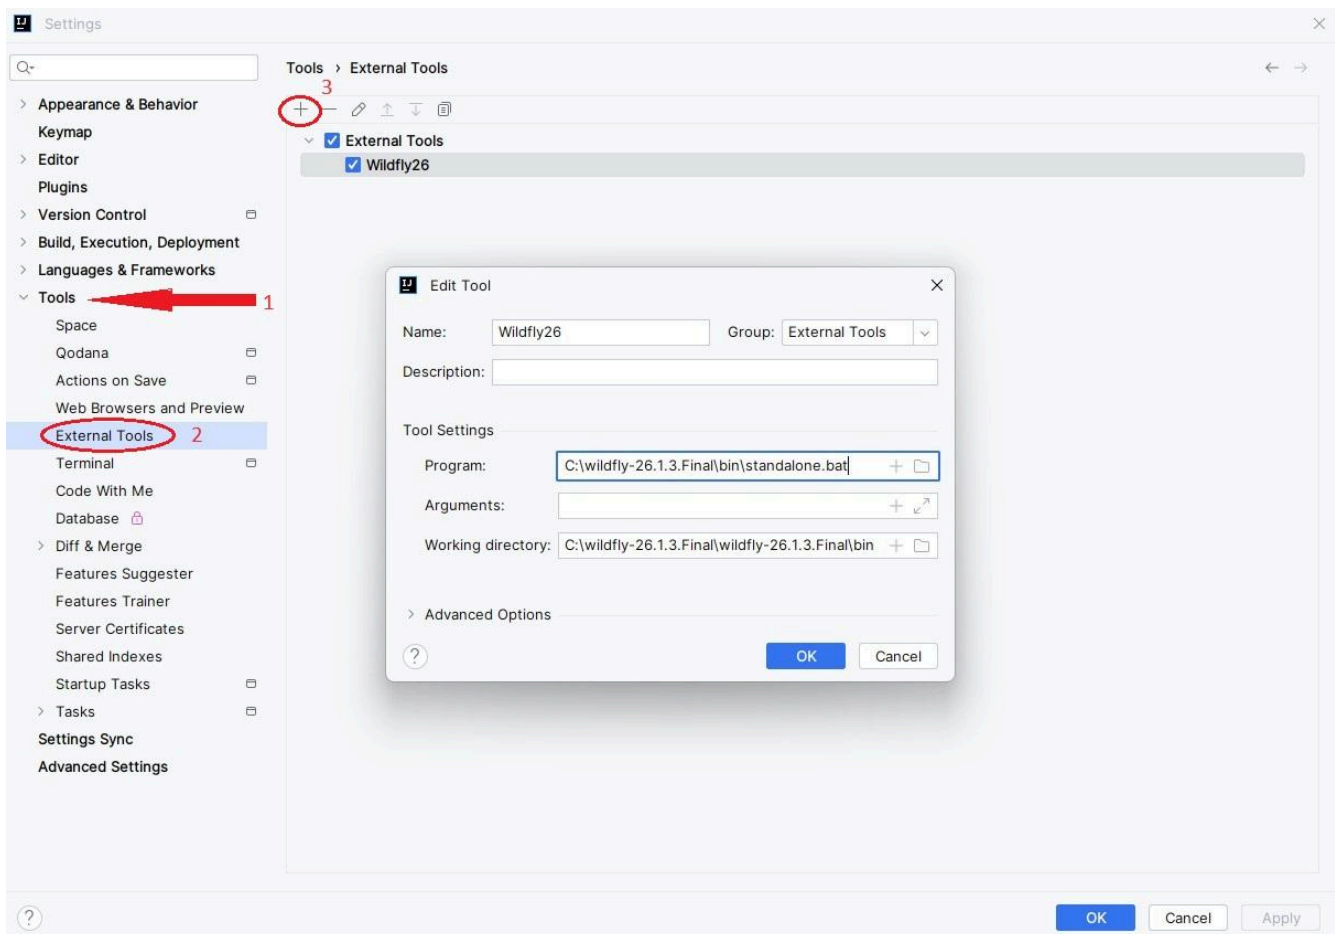 Settings
Tools › External Tools
3
Appearance & Behavior
Keymap
Editor
Plugins
Version Control
Build, Execution, Deployment
Languages & Frameworks
Tools
1
Space
Qodana
Actions on Save
Web Browsers and Preview
External Tools
2
Terminal
Code With Me
Database
Diff & Merge
Features Suggester
Features Trainer
Server Certificates
Shared Indexes
Startup Tasks
Tasks
Settings Sync
Advanced Settings
External Tools
Wildfly26
Edit Tool
Name: Wildfly26 Group: External Tools
Description:
Tool Settings
Program: C:\wildfly-26.1.3.Final\bin\standalone.bat
Arguments:
Working directory: C:\wildfly-26.1.3.Final\wildfly-26.1.3.Final\bin
Advanced Options
? OK Cancel
? OK Cancel Apply